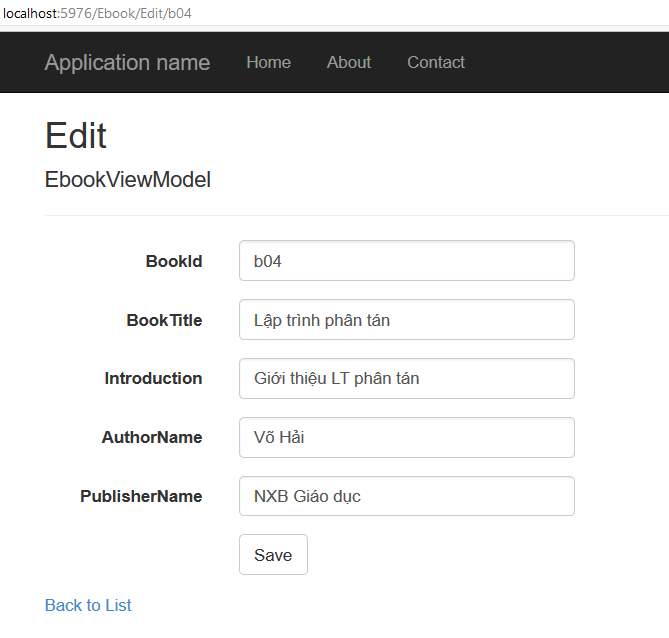 localhost:5976/Ebook/Edit/b04
Application name Home About Contact
Edit
EbookViewModel
BookId b04
BookTitle Lập trình phân tán
Introduction Giới thiệu LT phân tán
AuthorName Võ Hải
PublisherName NXB Giáo dục
Save
Back to List